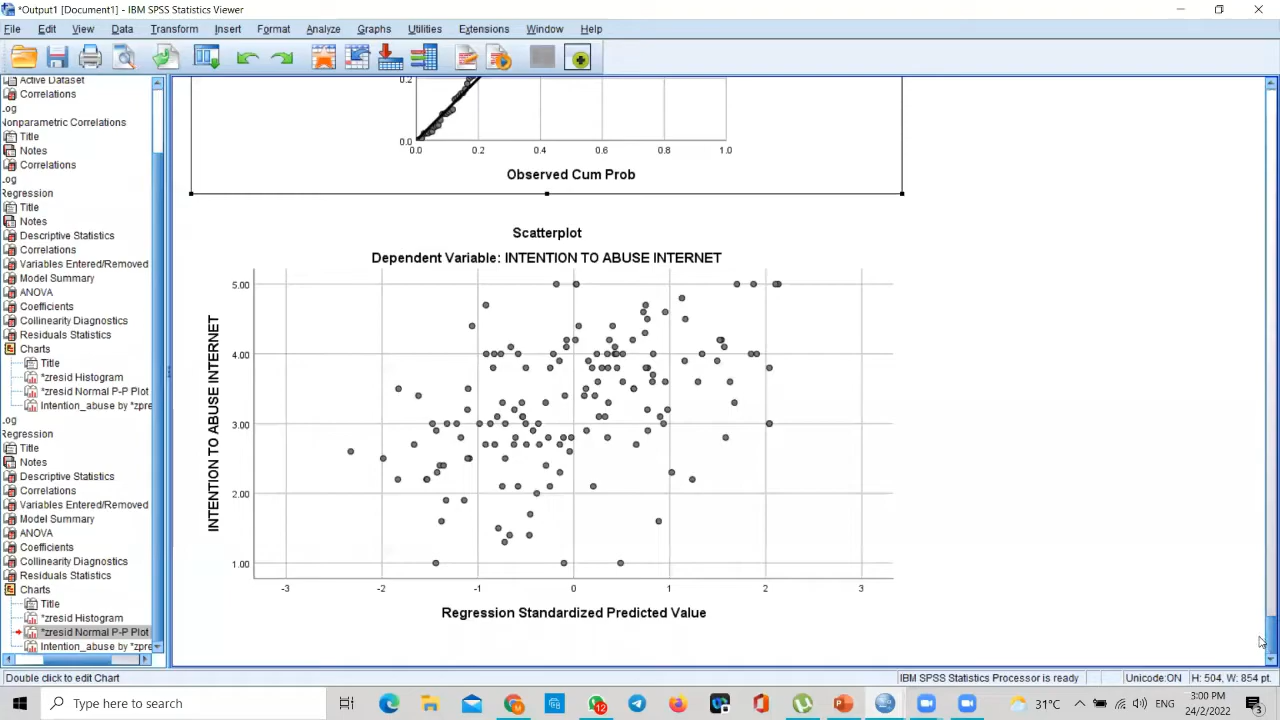 *Output1 [Document1] - IBM SPSS Statistics Viewer
File Edit View Data Transform Insert Format Analyze Graphs Utilities Extensions Window Help
Active Dataset
Correlations
og
Nonparametric Correlations
Title
Notes
Correlations
og
Regression
Title
Notes
Descriptive Statistics
Correlations
Variables Entered/Removed
Model Summary
ANOVA
Coefficients
Collinearity Diagnostics
Residuals Statistics
Charts
Title
*zresid Histogram
*zresid Normal P-P Plot
Intention_abuse by *zpre
og
Regression
Title
Notes
Descriptive Statistics
Correlations
Variables Entered/Removed
Model Summary
ANOVA
Coefficients
Collinearity Diagnostics
Residuals Statistics
Charts
Title
*zresid Histogram
*zresid Normal P-P Plot
Intention_abuse by *zpre
0.2
0.0
0.0 0.2 0.4 0.6 0.8 1.0
Observed Cum Prob
Scatterplot
Dependent Variable: INTENTION TO ABUSE INTERNET
INTENTION TO ABUSE INTERNET
5.00
4.00
3.00
2.00
1.00
-3 -2 -1 0 1 2 3
Regression Standardized Predicted Value
Double click to edit Chart
IBM SPSS Statistics Processor is ready
Unicode:ON
H: 504, W: 854 pt.
Type here to search
12
31°C
ENG
3:00 PM
24/2/2022
3